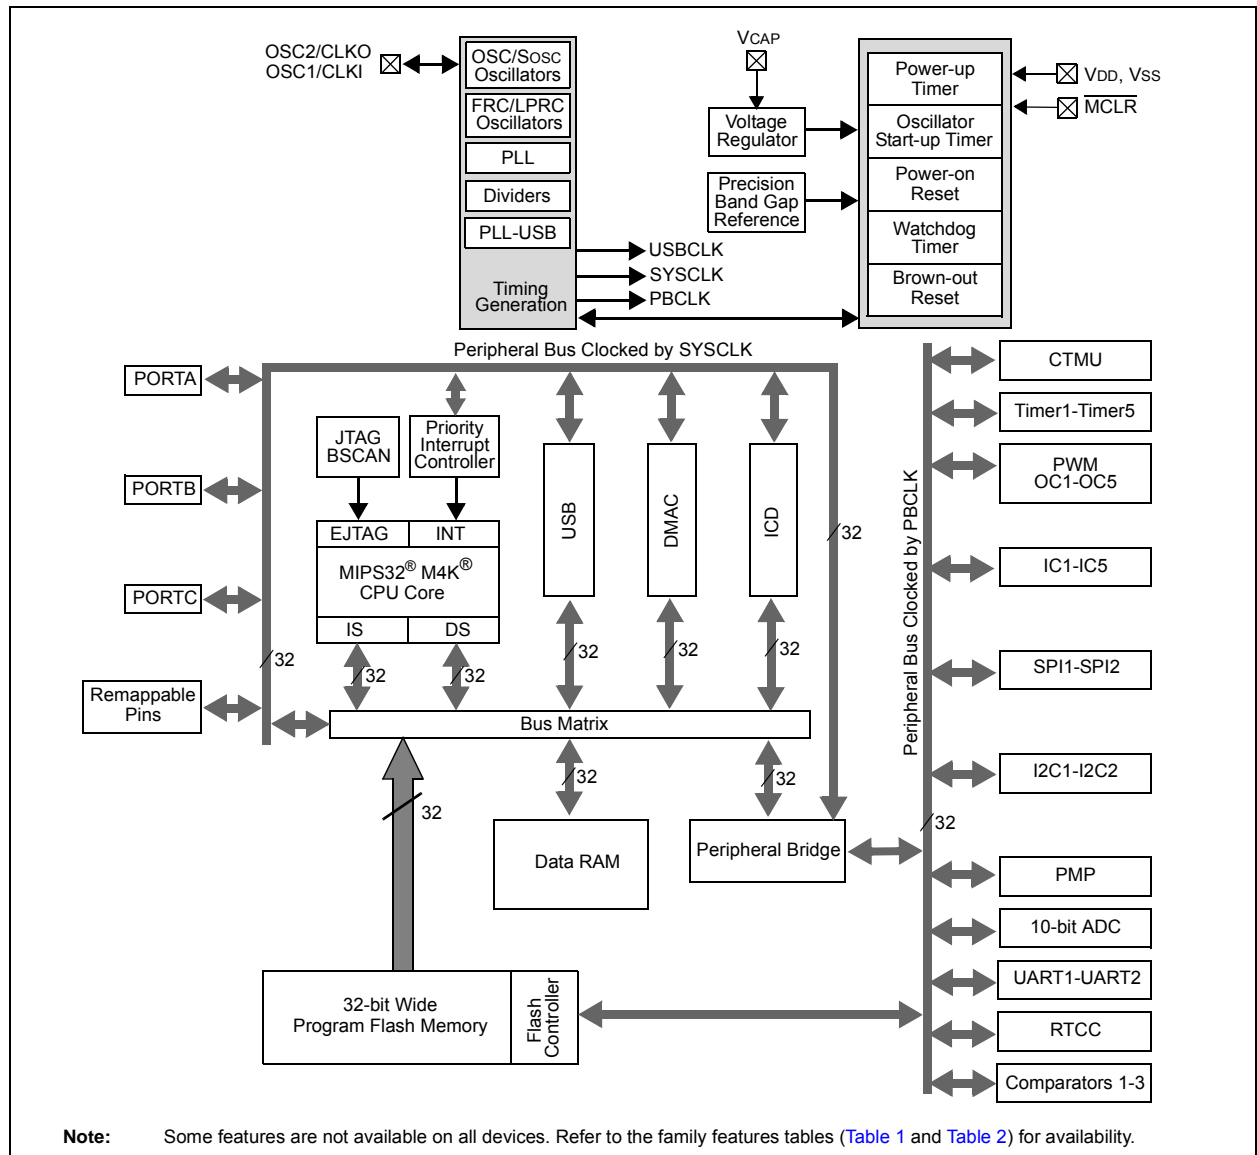 OSC2/CLKO
OSC1/CLKI
OSC/SOSC
Oscillators
FRC/LPRC
Oscillators
PLL
Dividers
PLL-USB
Timing
Generation
USBCLK
SYSCLK
PBCLK
VCAP
Voltage
Regulator
Precision
Band Gap
Reference
Power-up
Timer
Oscillator
Start-up Timer
Power-on
Reset
Watchdog
Timer
Brown-out
Reset
VDD, VSS
MCLR
Peripheral Bus Clocked by SYSCLK
PORTA
PORTB
PORTC
Remappable
Pins
32
JTAG
BSCAN
Priority
Interrupt
Controller
EJTAG
INT
MIPS32® M4K®
CPU Core
IS
DS
32
32
USB
32
DMAC
32
ICD
32
32
Bus Matrix
32
32
32
Data RAM
Peripheral Bridge
32-bit Wide
Program Flash Memory
Flash
Controller
Peripheral Bus Clocked by PBCLK
32
CTMU
Timer1-Timer5
PWM
OC1-OC5
IC1-IC5
SPI1-SPI2
I2C1-I2C2
PMP
10-bit ADC
UART1-UART2
RTCC
Comparators 1-3
Note: Some features are not available on all devices. Refer to the family features tables (Table 1 and Table 2) for availability.